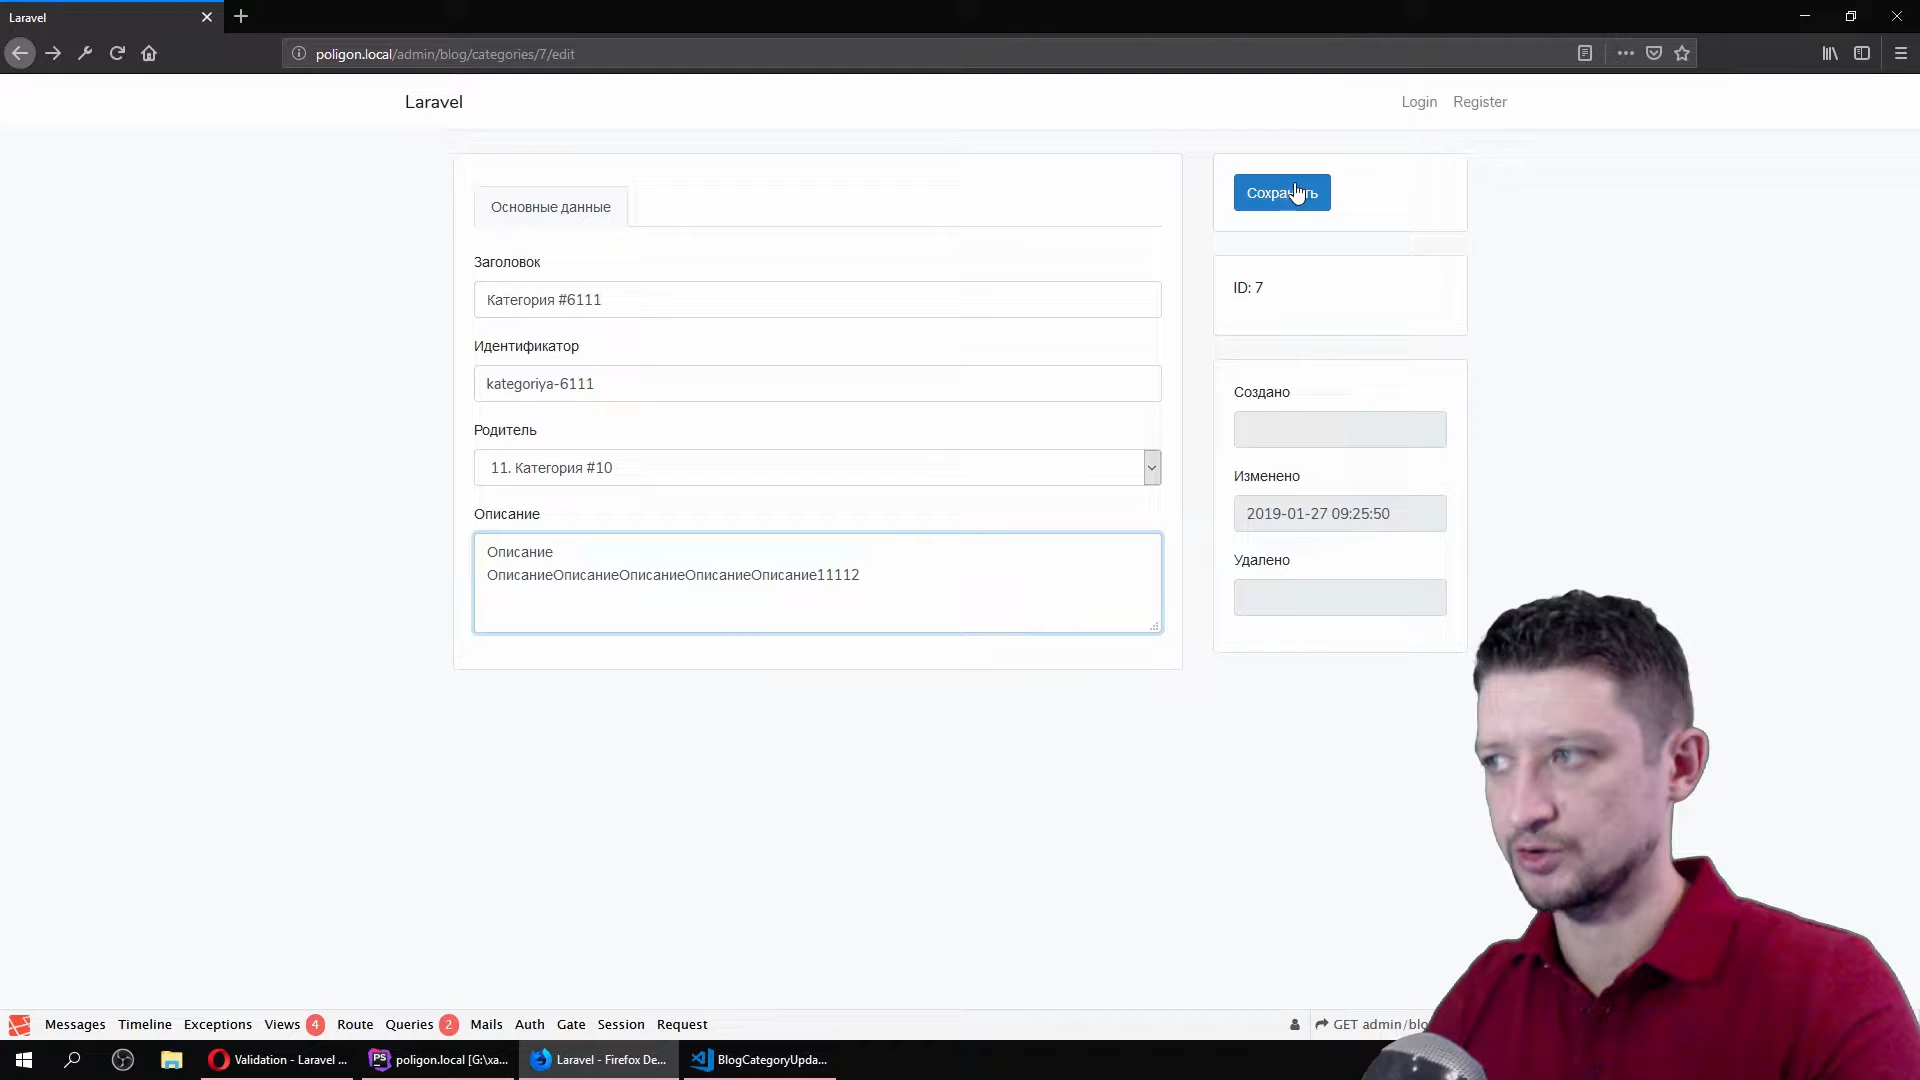 Laravel
poligon.local/admin/blog/categories/7/edit
Laravel
Login Register
Основные данные
Заголовок
Категория #6111
Идентификатор
kategoriya-6111
Родитель
11. Категория #10
Описание
Описание
ОписаниеОписаниеОписаниеОписаниеОписание11112
Сохранить
ID: 7
Создано
Изменено
2019-01-27 09:25:50
Удалено
Messages Timeline Exceptions Views 4 Route Queries 2 Mails Auth Gate Session Request
GET admin/blo
Validation - Laravel ...
PS poligon.local [G:\xa...
Laravel - Firefox De...
BlogCategoryUpda...